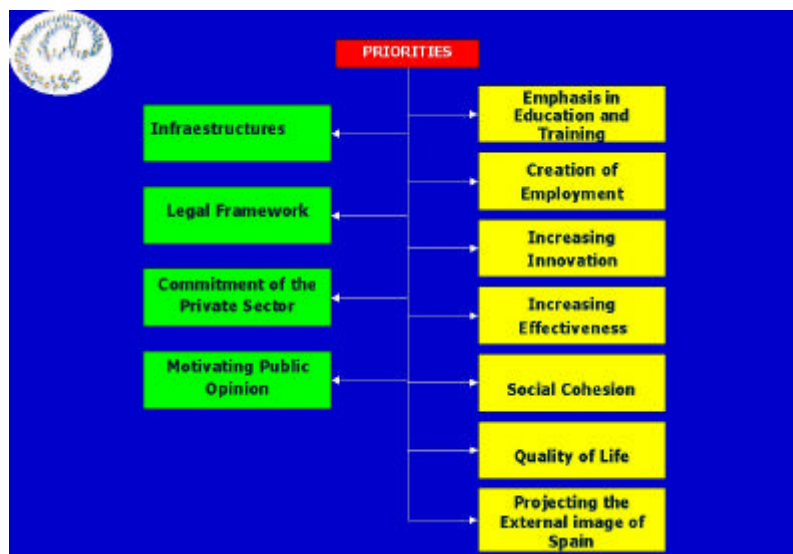 PRIORITIES
Infraestructures
Legal Framework
Commitment of the
Private Sector
Motivating Public
Opinion
Emphasis in
Education and
Training
Creation of
Employment
Increasing
Innovation
Increasing
Effectiveness
Social Cohesion
Quality of Life
Projecting the
External image of
Spain